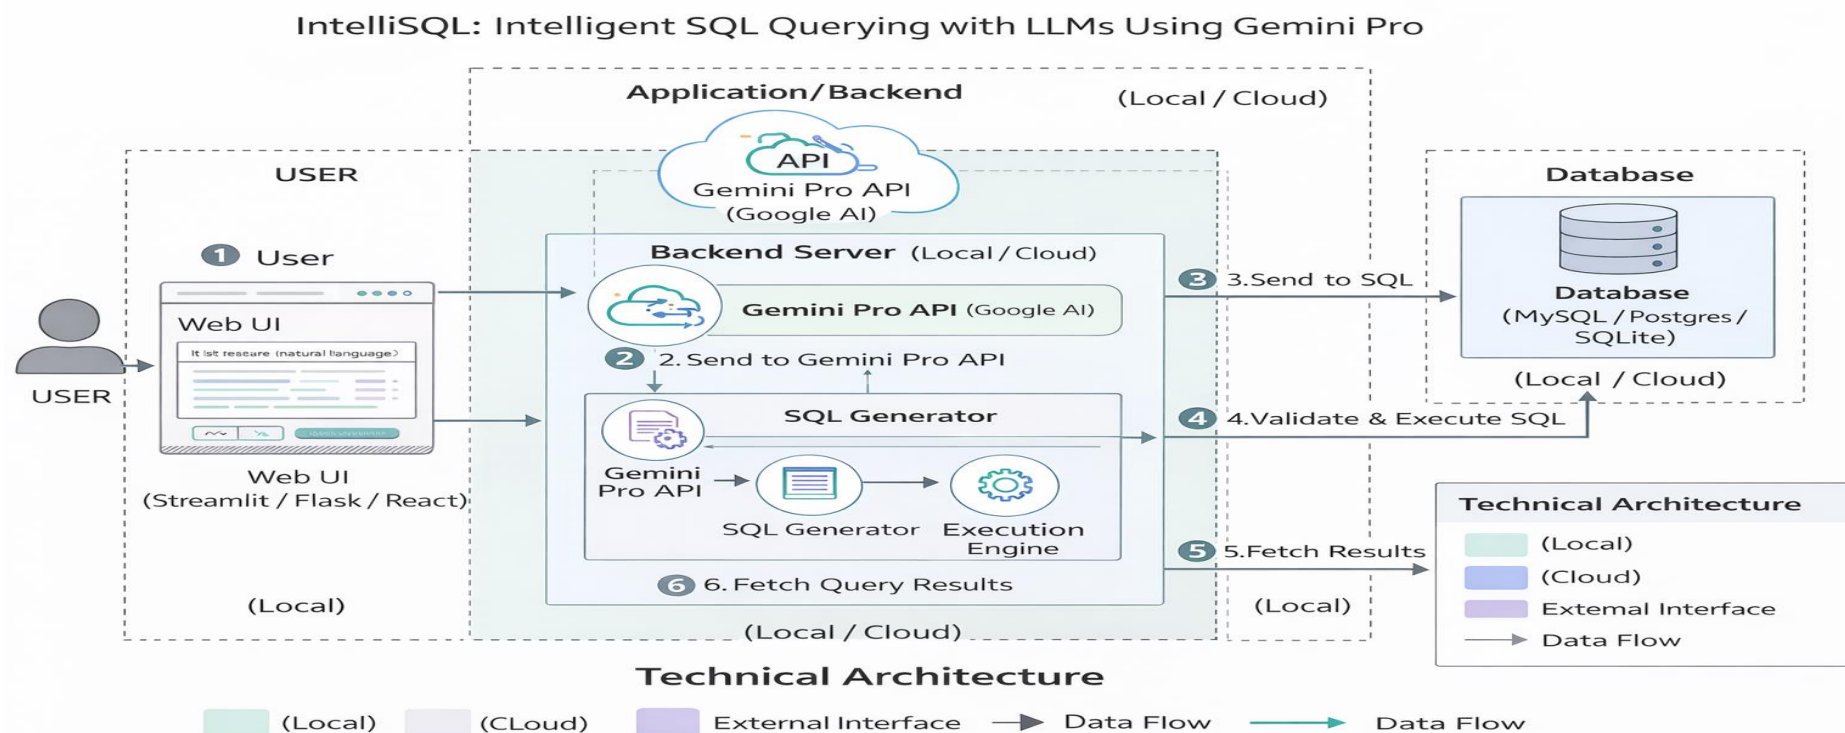 IntelliSQL: Intelligent SQL Querying with LLMs Using Gemini Pro
Application/Backend
(Local / Cloud)
API
Gemini Pro API
(Google AI)
USER
1 User
Web UI
It lsit researe (natural language)
USER
Web UI
(Streamlit / Flask / React)
(Local)
Backend Server (Local / Cloud)
Gemini Pro API (Google AI)
2 2. Send to Gemini Pro API
SQL Generator
Gemini
Pro API
SQL Generator
Execution
Engine
6 6. Fetch Query Results
(Local / Cloud)
3 3.Send to SQL
4 4.Validate & Execute SQL
5 5.Fetch Results
(Local)
Database
Database
(MySQL / Postgres /
SQLite)
(Local / Cloud)
Technical Architecture
(Local)
(Cloud)
External Interface
Data Flow
Technical Architecture
(Local)
(CLoud)
External Interface
Data Flow
Data Flow